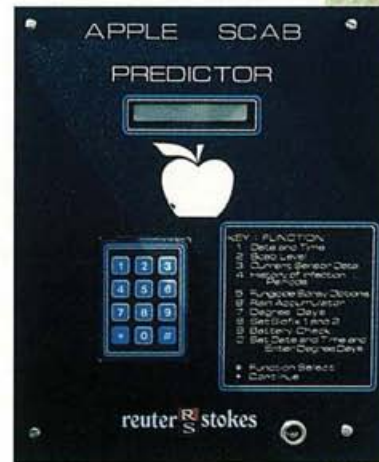 APPLE SCAB
PREDICTOR
1 2 3
4 5 6
7 8 9
* 0 #
KEY : FUNCTION
1 Date and Time
2 Scab Level
3 Current Sensor Data
4 History of Infection
Periods
5 Fungicide Spray Options
6 Rain Accumulator
7 Degree Days
8 Set 1 and 2
9 Battery Check
0 Set Date and Time and
Enter Degree Days
Function Select
Continue
reuter RS stokes